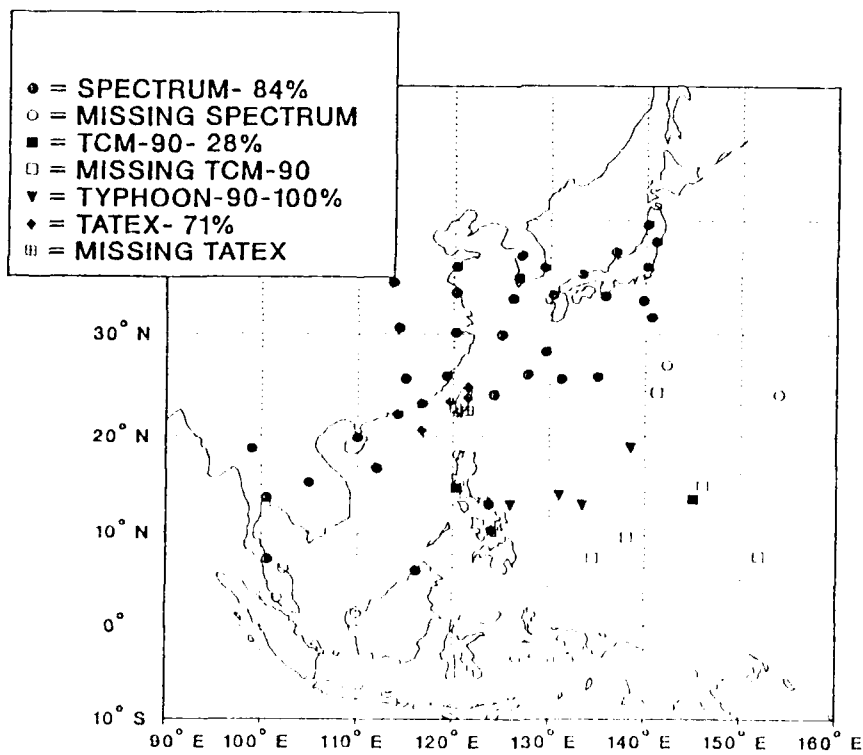 ● = SPECTRUM- 84%
○ = MISSING SPECTRUM
■ = TCM-90- 28%
□ = MISSING TCM-90
▼ = TYPHOON-90-100%
♦ = TATEX- 71%
⊞ = MISSING TATEX
30° N
20° N
10° N
0°
10° S
90° E 100° E 110° E 120° E 130° E 140° E 150° E 160° E